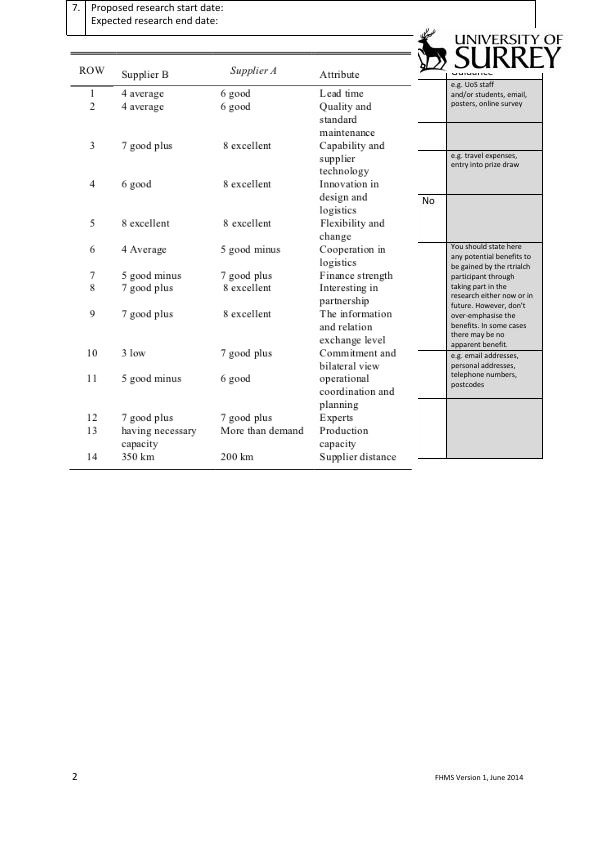 7. Proposed research start date:
Expected research end date:
UNIVERSITY OF
SURREY
Guidance
ROW Supplier B Supplier A Attribute
1 4 average 6 good Lead time
2 4 average 6 good Quality and
standard
maintenance
3 7 good plus 8 excellent Capability and
supplier
technology
4 6 good 8 excellent Innovation in
design and
logistics
5 8 excellent 8 excellent Flexibility and
change
6 4 Average 5 good minus Cooperation in
logistics
7 5 good minus 7 good plus Finance strength
8 7 good plus 8 excellent Interesting in
partnership
9 7 good plus 8 excellent The information
and relation
exchange level
10 3 low 7 good plus Commitment and
bilateral view
11 5 good minus 6 good operational
coordination and
planning
12 7 good plus 7 good plus Experts
13 having necessary More than demand Production
capacity capacity
14 350 km 200 km Supplier distance
e.g. UoS staff
and/or students, email,
posters, online survey
e.g. travel expenses,
entry into prize draw
No
You should state here
any potential benefits to
be gained by the rtrialch
participant through
taking part in the
research either now or in
future. However, don't
over-emphasise the
benefits. In some cases
there may be no
apparent benefit.
e.g. email addresses,
personal addresses,
telephone numbers,
postcodes
2 FHMS Version 1, June 2014